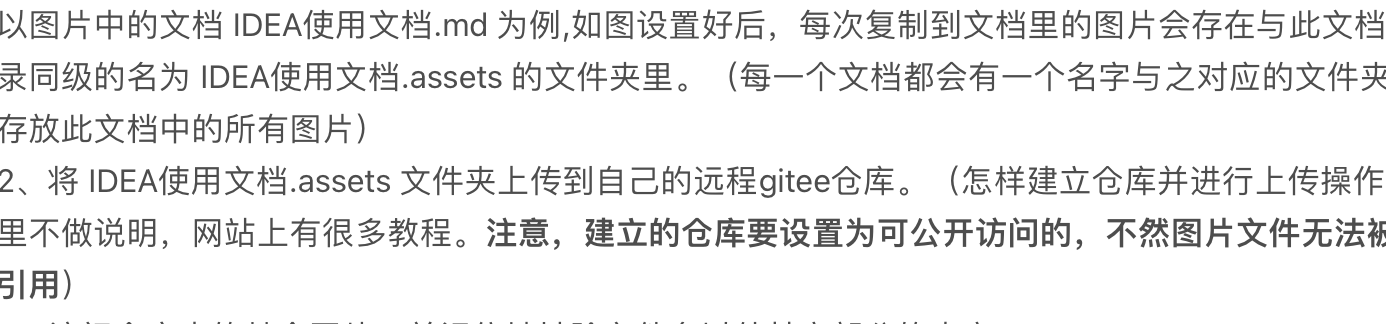 以图片中的文档 IDEA使用文档.md 为例,如图设置好后，每次复制到文档里的图片会存在与此文档
录同级的名为 IDEA使用文档.assets 的文件夹里。（每一个文档都会有一个名字与之对应的文件夹
存放此文档中的所有图片）
2、将 IDEA使用文档.assets 文件夹上传到自己的远程gitee仓库。（怎样建立仓库并进行上传操作
里不做说明，网站上有很多教程。注意，建立的仓库要设置为可公开访问的，不然图片文件无法被
引用）